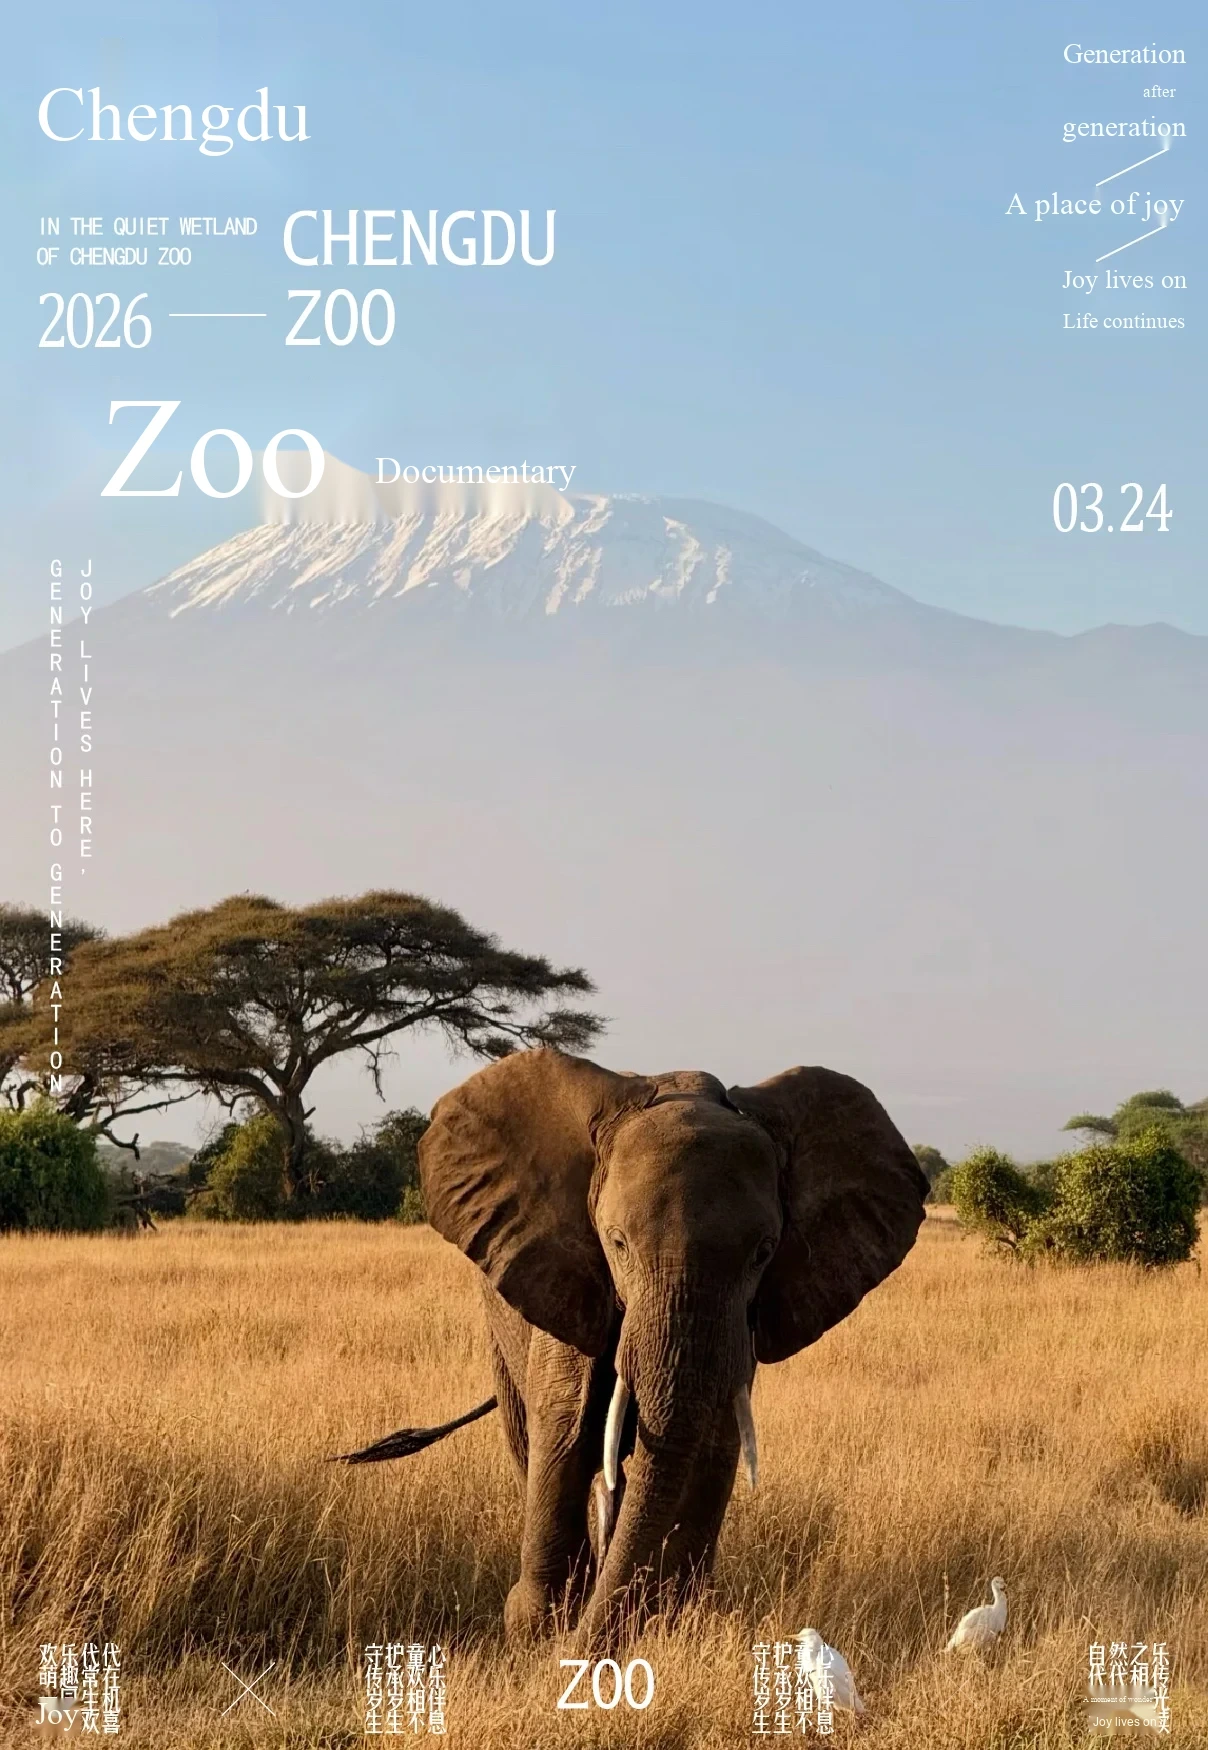 Chengdu
IN THE QUIET WETLAND
OF CHENGDU ZOO
CHENGDU
2026
ZOO
Zoo
Documentary
Generation
after
generation
A place of joy
Joy lives on
Life continues
03.24
JOY LIVES HERE,
GENERATION TO GENERATION
欢乐代代
萌趣常在
生机
Joy
欢喜
守护童心
传承欢乐
岁岁相伴
生生不息
ZOO
守护童心
传承欢乐
岁岁相伴
生生不息
自然之乐
代代相传
A moment of wonder
Joy lives on